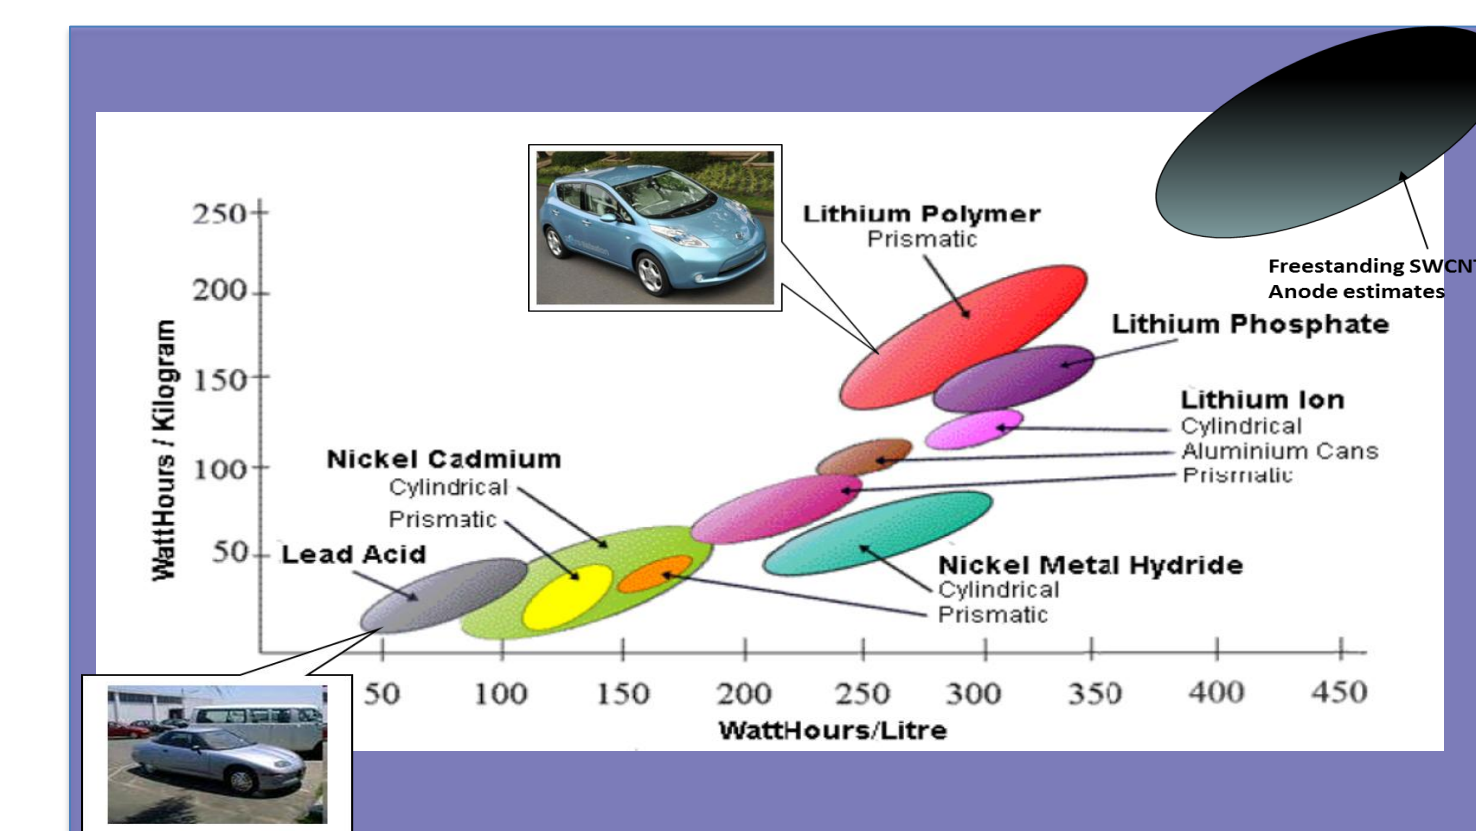 250
200
150
100
50
WattHours / Kilogram
Lithium Polymer
Prismatic
Freestanding SWCNT
Anode estimates
Lithium Phosphate
Lithium Ion
Cylindrical
Aluminium Cans
Prismatic
Nickel Cadmium
Cylindrical
Prismatic
Lead Acid
Nickel Metal Hydride
Cylindrical
Prismatic
50 100 150 200 250 300 350 400 450
WattHours/Litre